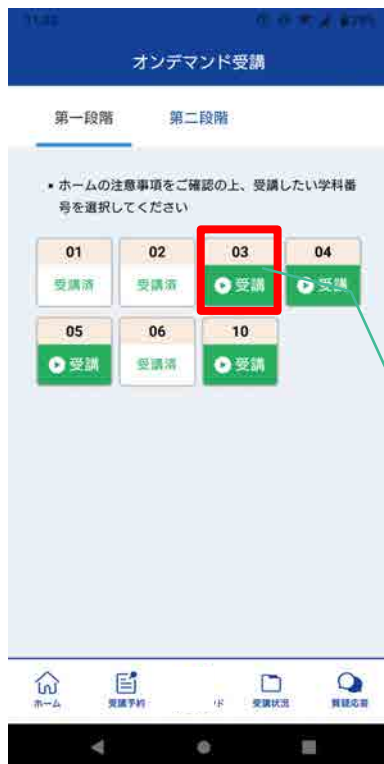 オンデマンド受講
第一段階 第二段階
• ホームの注意事項をご確認の上、受講したい学科番
号を選択してください
01 02 03 04
受講済 受講済 受講 受講
05 06 10
受講 受講済 受講
ホーム 受講予約 ド 受講状況 質疑応答